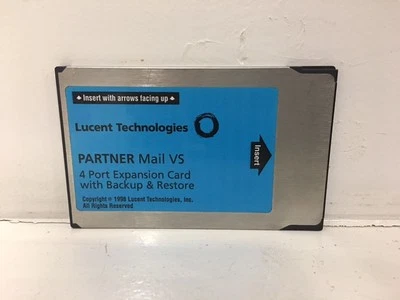 Insert with arrows facing up
Lucent Technologies
PARTNER Mail VS
4 Port Expansion Card
with Backup & Restore
Copyright © 1998 Lucent Technologies, Inc.
All Rights Reserved
Insert